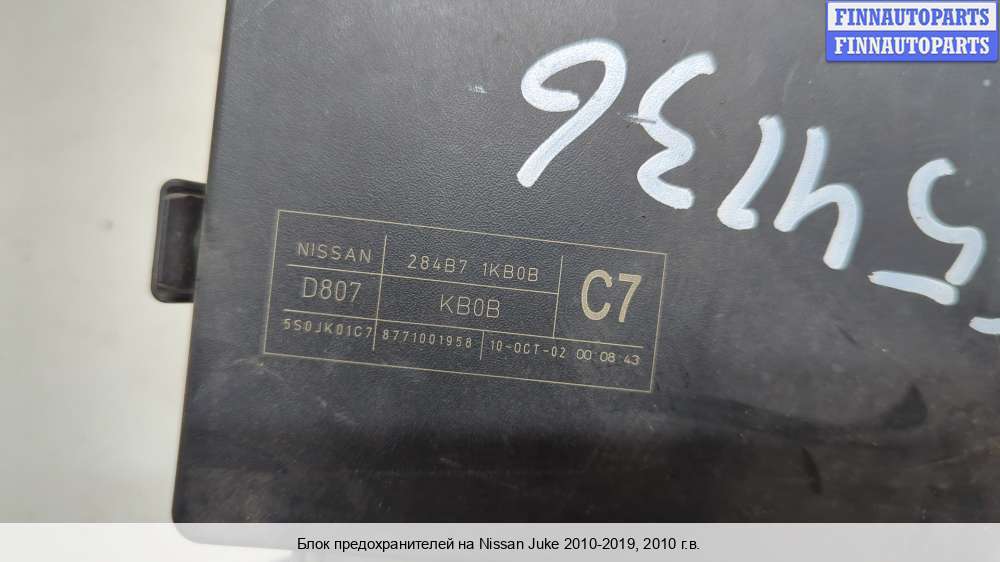 FINNAUTOPARTS
FINNAUTOPARTS
NISSAN
284B7 1KB0B
C7
D807
KB0B
5S0JK01C7
8771001958
10-OCT-02 00:08:43
Блок предохранителей на Nissan Juke 2010-2019, 2010 г.в.